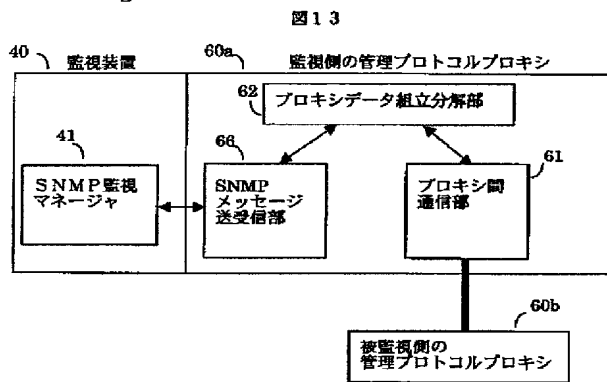 図13
40
監視装置
60a
監視側の管理プロトコルプロキシ
62
プロキシデータ組立分解部
41
SNMP監視
マネージャ
66
SNMP
メッセージ
送受信部
61
プロキシ間
通信部
60b
被監視側の
管理プロトコルプロキシ